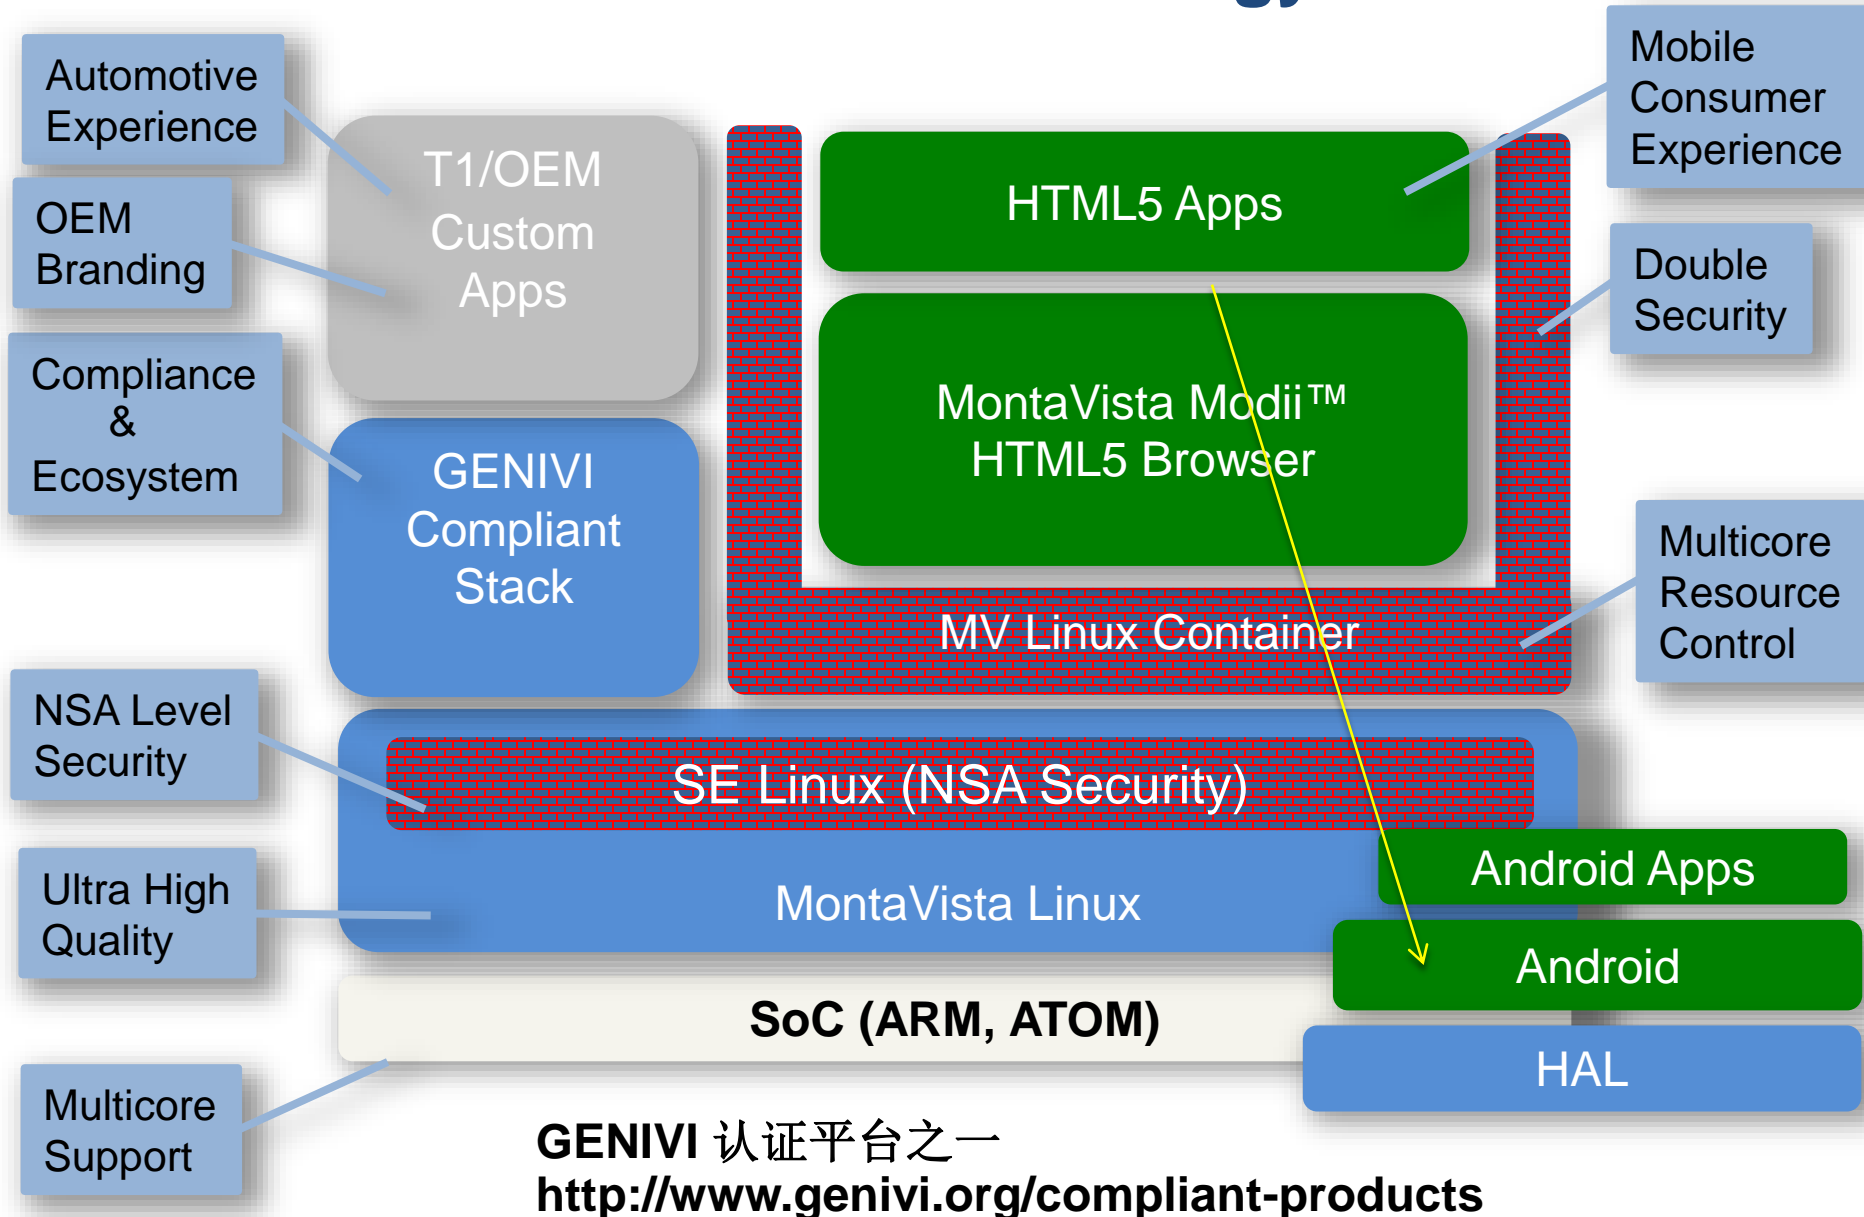 Automotive
Experience
OEM
Branding
Compliance
&
Ecosystem
NSA Level
Security
Ultra High
Quality
Multicore
Support
T1/OEM
Custom
Apps
GENIVI
Compliant
Stack
HTML5 Apps
MontaVista Modii™
HTML5 Browser
MV Linux Container
SE Linux (NSA Security)
MontaVista Linux
SoC (ARM, ATOM)
Mobile
Consumer
Experience
Double
Security
Multicore
Resource
Control
Android Apps
Android
HAL
GENIVI 认证平台之一
http://www.genivi.org/compliant-products